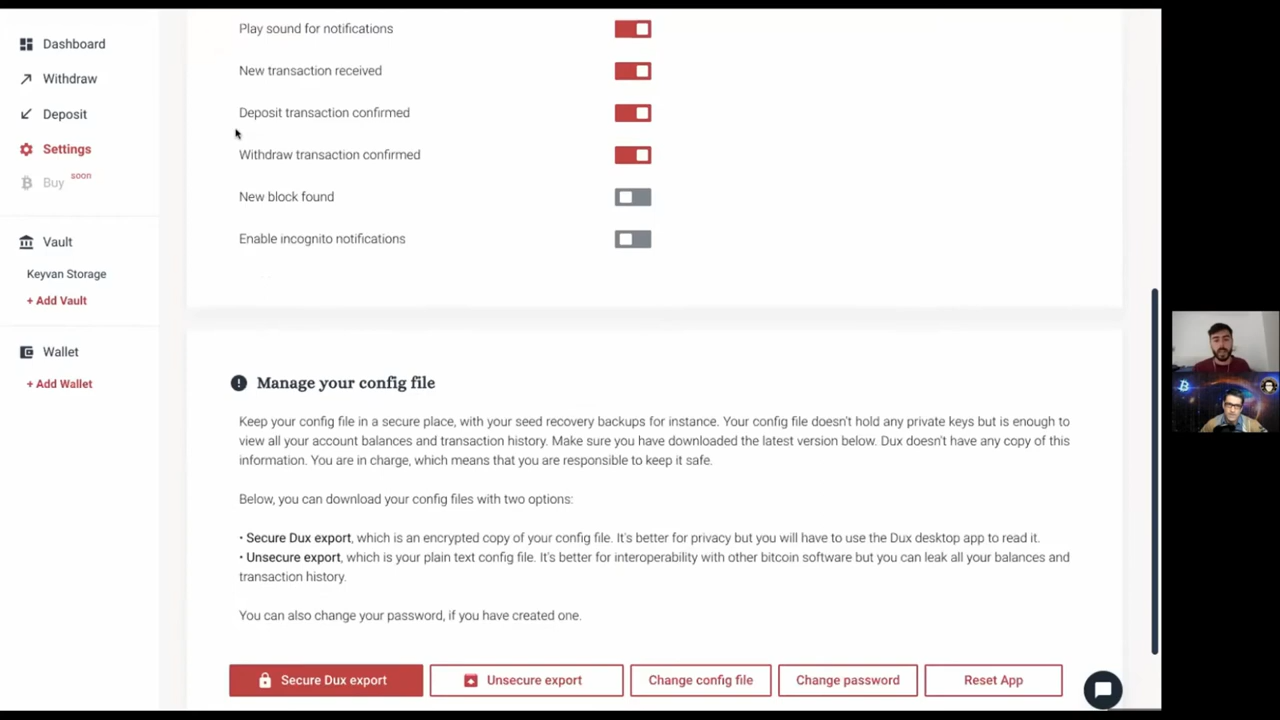 Dashboard
Withdraw
Deposit
Settings
Buy soon
Vault
Keyvan Storage
+ Add Vault
Wallet
+ Add Wallet
Play sound for notifications
New transaction received
Deposit transaction confirmed
Withdraw transaction confirmed
New block found
Enable incognito notifications
Manage your config file
Keep your config file in a secure place, with your seed recovery backups for instance. Your config file doesn't hold any private keys but is enough to
view all your account balances and transaction history. Make sure you have downloaded the latest version below. Dux doesn't have any copy of this
information. You are in charge, which means that you are responsible to keep it safe.
Below, you can download your config files with two options:
• Secure Dux export, which is an encrypted copy of your config file. It's better for privacy but you will have to use the Dux desktop app to read it.
• Unsecure export, which is your plain text config file. It's better for interoperability with other bitcoin software but you can leak all your balances and
transaction history.
You can also change your password, if you have created one.
Secure Dux export
Unsecure export
Change config file
Change password
Reset App